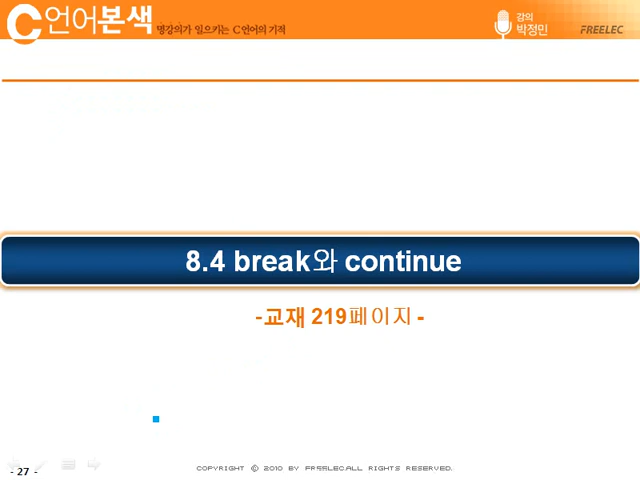 C언어본색 명강의가 일으키는 C 언어의 기적
강의
박정민
FREELEC
8.4 break와 continue
-교재 219페이지 -
- 27 -
COPYRIGHT © 2010 BY FREELEC.ALL RIGHTS RESERVED.